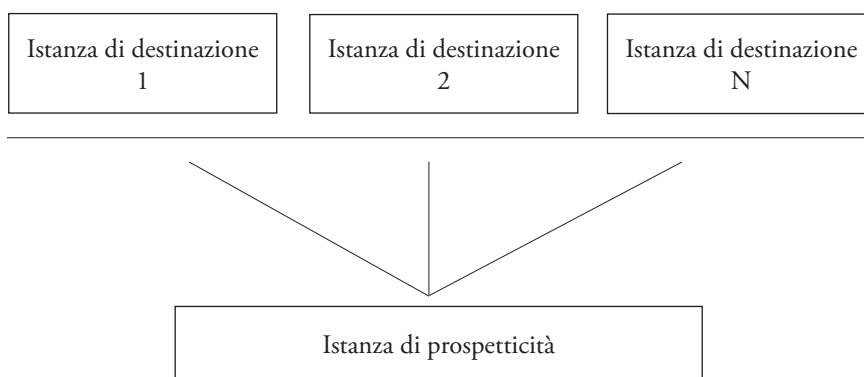 Istanza di destinazione
1
Istanza di destinazione
2
Istanza di destinazione
N
Istanza di prospetticità